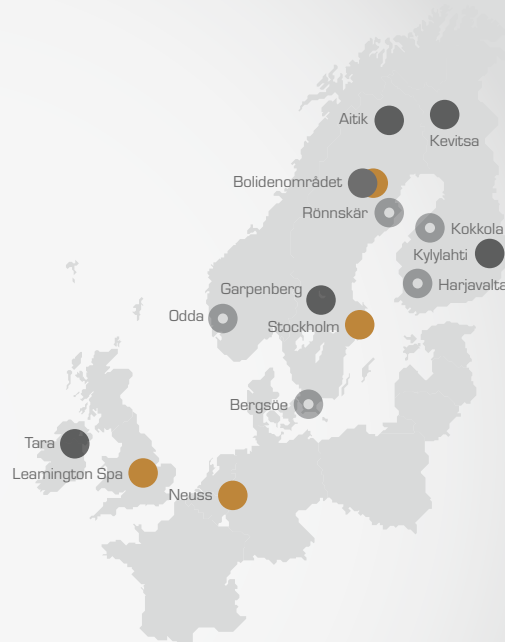 Aitik
Kevitsa
Bolidenområdet
Rönnskär
Kokkola
Kylylahti
Garpenberg
Harjavalta
Odda
Stockholm
Bergsöe
Tara
Leamington Spa
Neuss